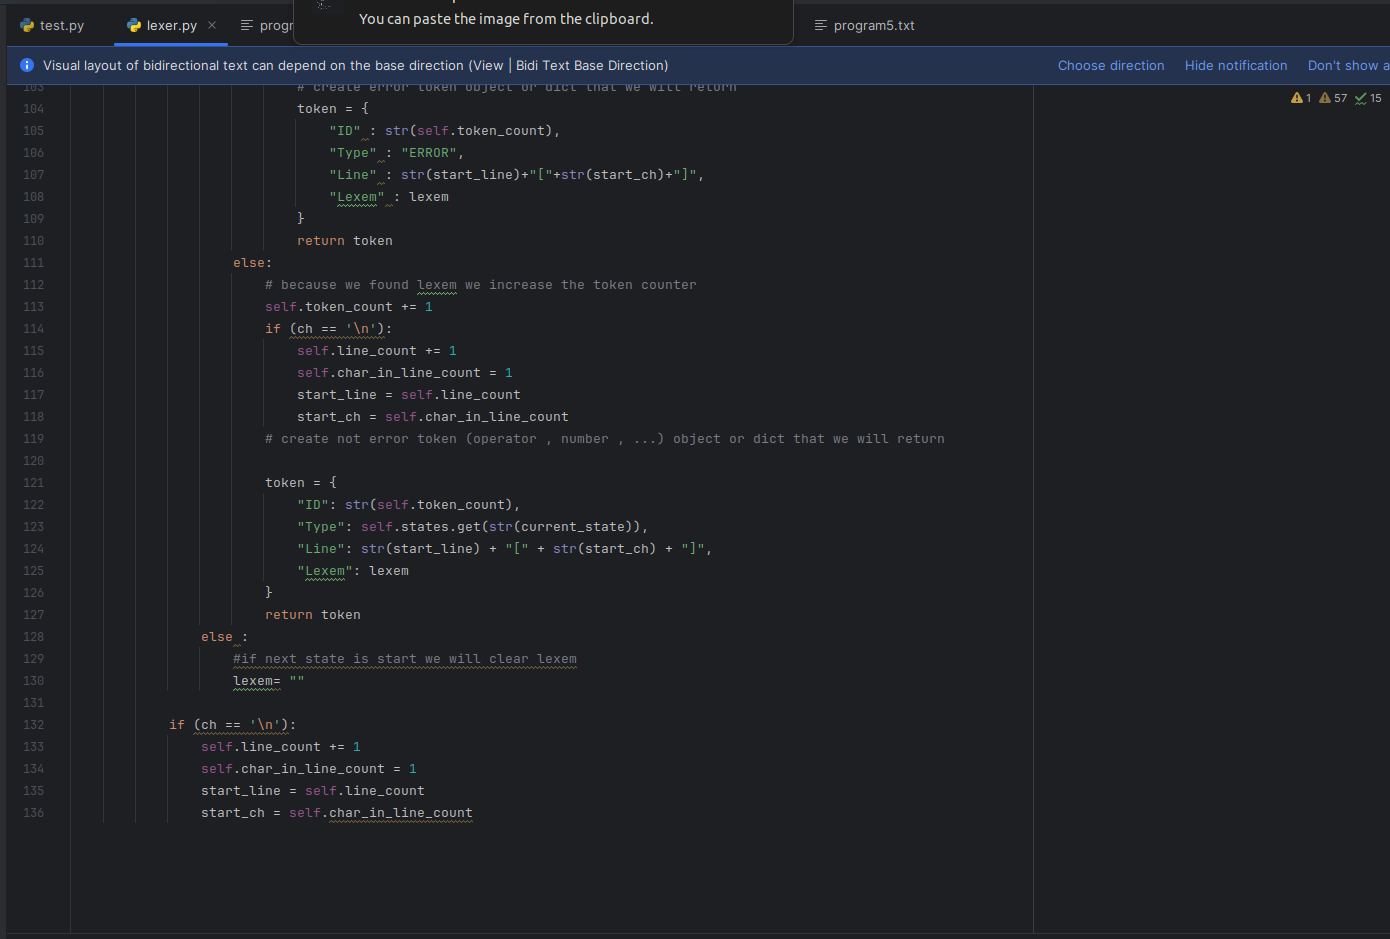 You can paste the image from the clipboard.
test.py
lexer.py
progr
program5.txt
Visual layout of bidirectional text can depend on the base direction (View | Bidi Text Base Direction)
Choose direction
Hide notification
Don't show a
1 57 15
103 # create error token object or dict that we will return
104 token = {
105 "ID" : str(self.token_count),
106 "Type" : "ERROR",
107 "Line" : str(start_line)+"["+str(start_ch)+"]",
108 "Lexem" : lexem
109 }
110 return token
111 else:
112 # because we found lexem we increase the token counter
113 self.token_count += 1
114 if (ch == '\n'):
115 self.line_count += 1
116 self.char_in_line_count = 1
117 start_line = self.line_count
118 start_ch = self.char_in_line_count
119 # create not error token (operator , number , ...) object or dict that we will return
120
121 token = {
122 "ID": str(self.token_count),
123 "Type": self.states.get(str(current_state)),
124 "Line": str(start_line) + "[" + str(start_ch) + "]",
125 "Lexem": lexem
126 }
127 return token
128 else :
129 #if next state is start we will clear lexem
130 lexem= ""
131
132 if (ch == '\n'):
133 self.line_count += 1
134 self.char_in_line_count = 1
135 start_line = self.line_count
136 start_ch = self.char_in_line_count